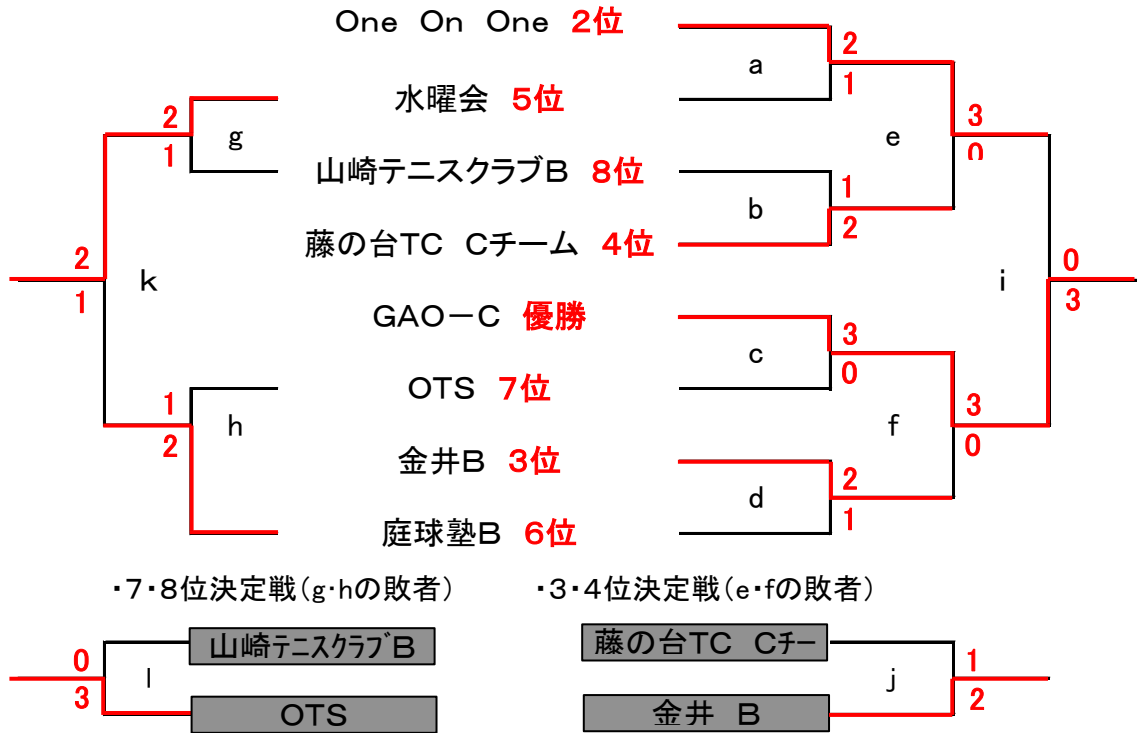 One On One 2位
2
a
1
水曜会 5位
2
g
1
3
e
0
山崎テニスクラブB 8位
1
b
2
藤の台TC Cチーム 4位
2
k
1
0
i
3
GAO－C 優勝
3
c
0
OTS 7位
1
h
2
3
f
0
金井B 3位
2
d
1
庭球塾B 6位
・7・8位決定戦(g・hの敗者)
・3・4位決定戦(e・fの敗者)
山崎テニスクラブB
0
l
3
OTS
藤の台TC Cチー
1
j
2
金井 B